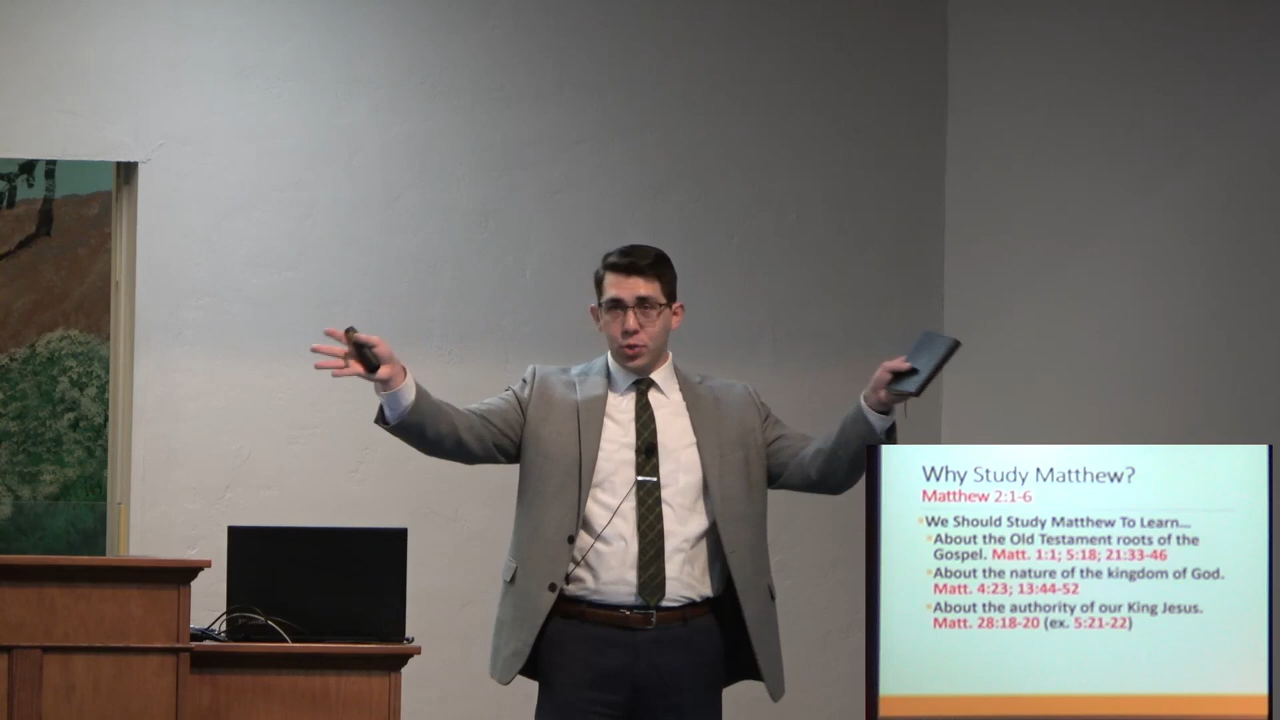 Why Study Matthew?
Matthew 2:1-6
We Should Study Matthew To Learn...
About the Old Testament roots of the
Gospel. Matt. 1:1; 5:18; 21:33-46
About the nature of the kingdom of God.
Matt. 4:23; 13:44-52
About the authority of our King Jesus.
Matt. 28:18-20 (ex. 5:21-22)